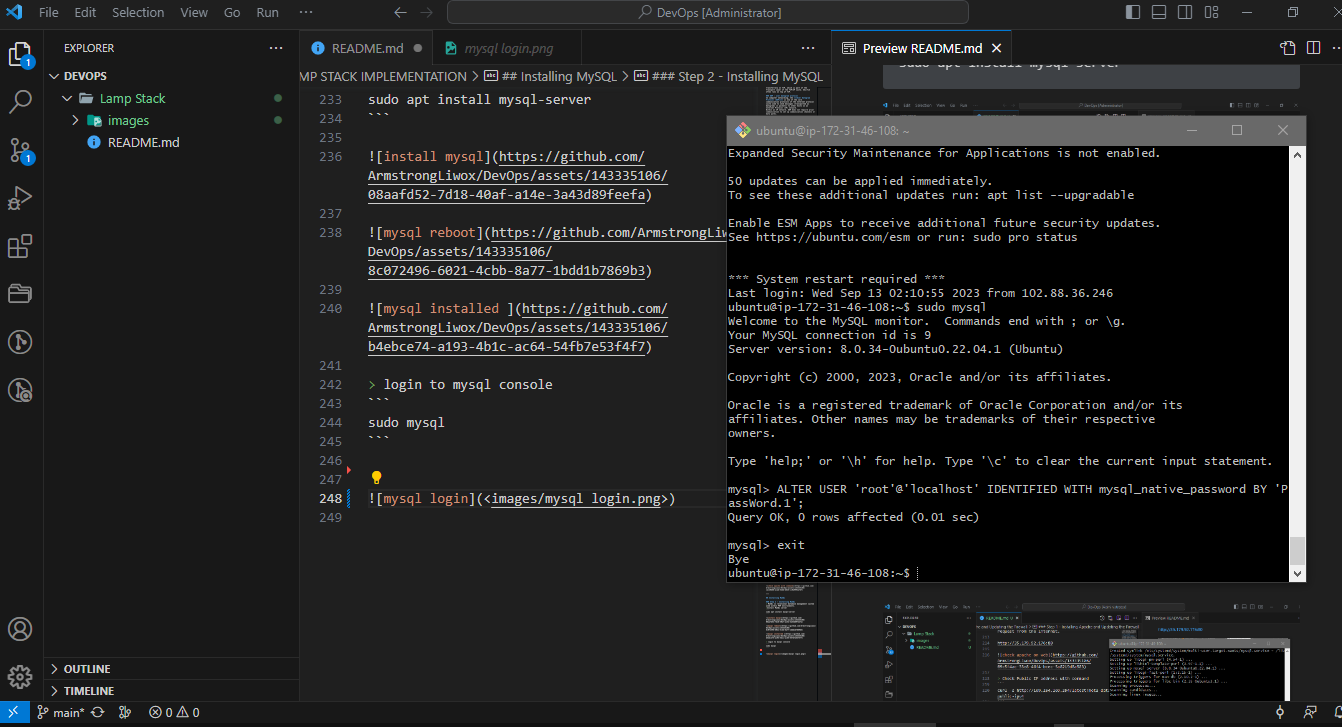 File Edit Selection View Go Run ··· DevOps [Administrator]
EXPLORER ···
DEVOPS
Lamp Stack
images
README.md
OUTLINE
TIMELINE
README.md ● mysql login.png ···
MP STACK IMPLEMENTATION > ## Installing MySQL > ### Step 2 - Installing MySQL
233 sudo apt install mysql-server
234 ```
235
236 ![install mysql](https://github.com/
ArmstrongLiwox/DevOps/assets/143335106/
08aafd52-7d18-40af-a14e-3a43d89feefa)
237
238 ![mysql reboot](https://github.com/ArmstrongLiw
DevOps/assets/143335106/
8c072496-6021-4cbb-8a77-1bdd1b7869b3)
239
240 ![mysql installed ](https://github.com/
ArmstrongLiwox/DevOps/assets/143335106/
b4ebce74-a193-4b1c-ac64-54fb7e53f4f7)
241
242 > login to mysql console
243 ```
244 sudo mysql
245 ```
246
247
248 ![mysql login](<images/mysql login.png>)
249
Preview README.md
sudo apt install mysql-server
ubuntu@ip-172-31-46-108: ~
Expanded Security Maintenance for Applications is not enabled.
50 updates can be applied immediately.
To see these additional updates run: apt list --upgradable
Enable ESM Apps to receive additional future security updates.
See https://ubuntu.com/esm or run: sudo pro status
*** System restart required ***
Last login: Wed Sep 13 02:10:55 2023 from 102.88.36.246
ubuntu@ip-172-31-46-108:~$ sudo mysql
Welcome to the MySQL monitor.  Commands end with ; or \g.
Your MySQL connection id is 9
Server version: 8.0.34-0ubuntu0.22.04.1 (Ubuntu)
Copyright (c) 2000, 2023, Oracle and/or its affiliates.
Oracle is a registered trademark of Oracle Corporation and/or its
affiliates. Other names may be trademarks of their respective
owners.
Type 'help;' or '\h' for help. Type '\c' to clear the current input statement.
mysql> ALTER USER 'root'@'localhost' IDENTIFIED WITH mysql_native_password BY 'P
assWord.1';
Query OK, 0 rows affected (0.01 sec)
mysql> exit
Bye
ubuntu@ip-172-31-46-108:~$
main* 0 0